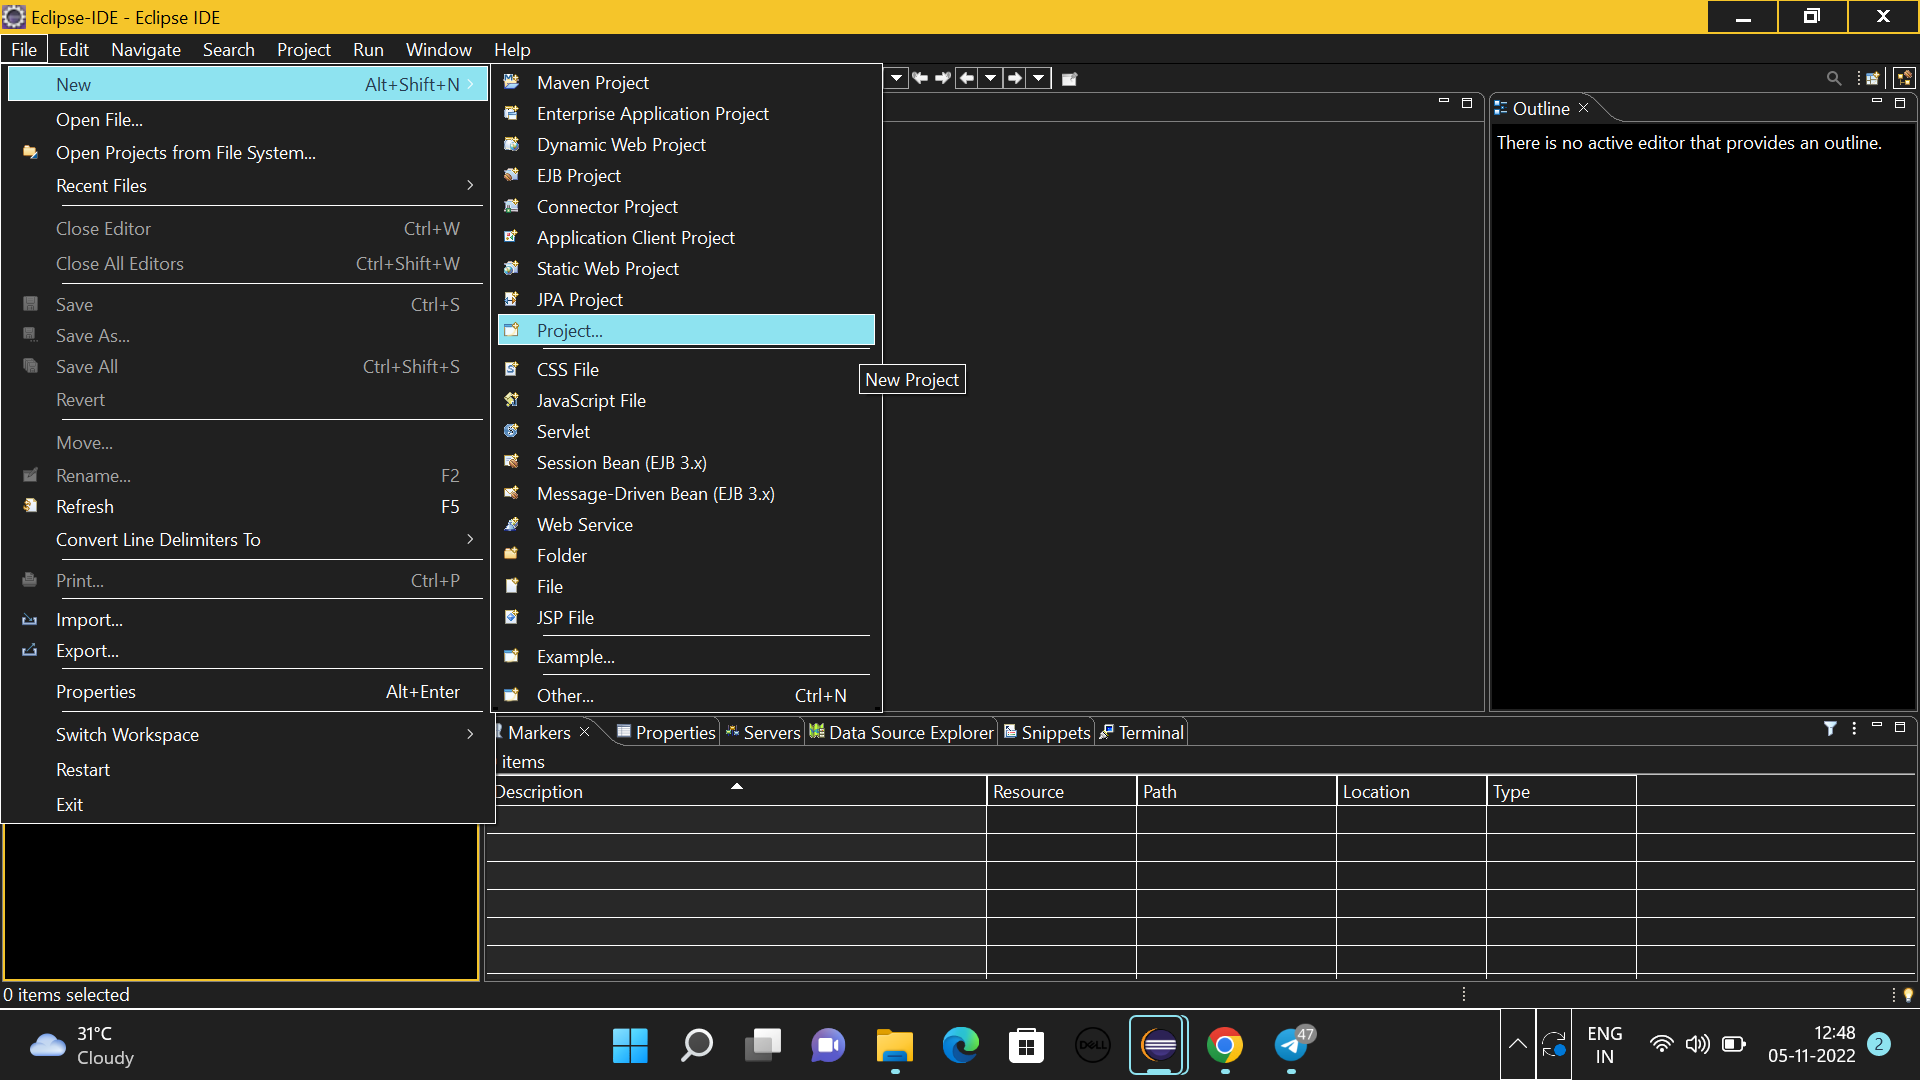 Eclipse-IDE - Eclipse IDE
File Edit Navigate Search Project Run Window Help
New Alt+Shift+N
Open File...
Open Projects from File System...
Recent Files
Close Editor Ctrl+W
Close All Editors Ctrl+Shift+W
Save Ctrl+S
Save As...
Save All Ctrl+Shift+S
Revert
Move...
Rename... F2
Refresh F5
Convert Line Delimiters To
Print... Ctrl+P
Import...
Export...
Properties Alt+Enter
Switch Workspace
Restart
Exit
Maven Project
Enterprise Application Project
Dynamic Web Project
EJB Project
Connector Project
Application Client Project
Static Web Project
JPA Project
Project...
CSS File
JavaScript File
Servlet
Session Bean (EJB 3.x)
Message-Driven Bean (EJB 3.x)
Web Service
Folder
File
JSP File
Example...
Other... Ctrl+N
New Project
Outline
There is no active editor that provides an outline.
Markers Properties Servers Data Source Explorer Snippets Terminal
items
Description Resource Path Location Type
0 items selected
31°C
Cloudy
DELL
47
ENG
IN
12:48
05-11-2022
2